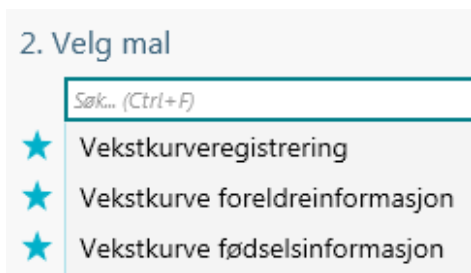 2. Velg mal
Søk... (Ctrl+F)
Vekstkurveregistrering
Vekstkurve foreldreinformasjon
Vekstkurve fødselsinformasjon